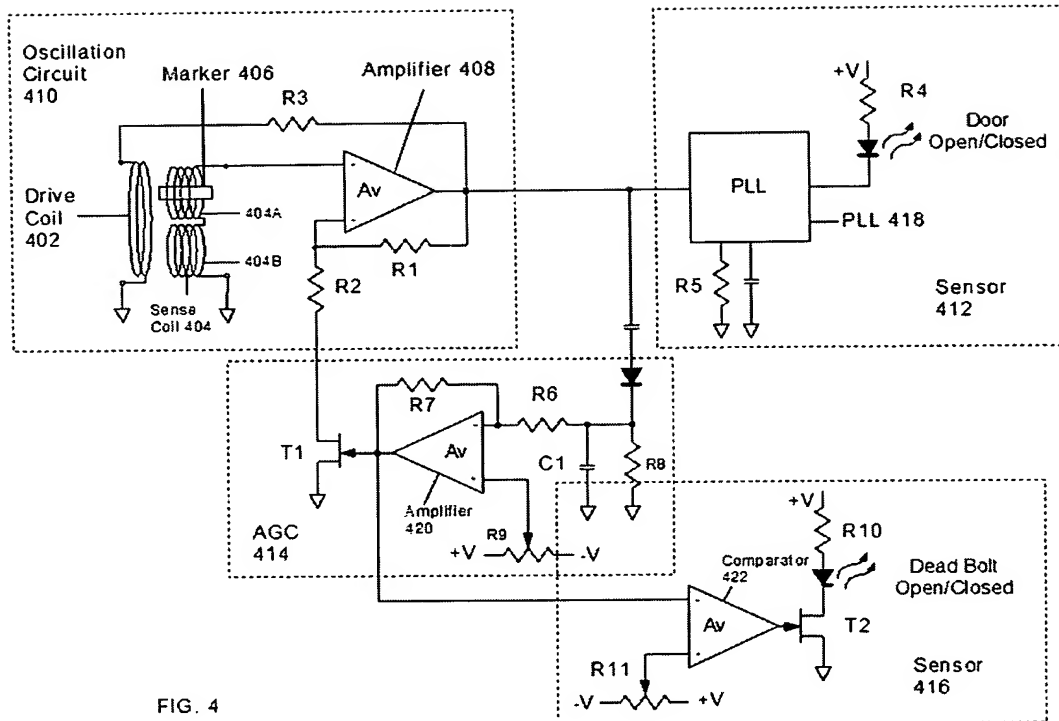 Oscillation
Circuit
410
Marker 406
Amplifier 408
R3
Av
Drive
Coil
402
404A
404B
Sense
Coil 404
R1
R2
+V
R4
Door
Open/Closed
PLL
PLL 418
R5
Sensor
412
R7
R6
T1
Av
C1
R8
Amplifier
420
R9
+V
-V
AGC
414
+V
R10
Comparator
422
Dead Bolt
Open/Closed
Av
T2
R11
-V
+V
Sensor
416
FIG. 4